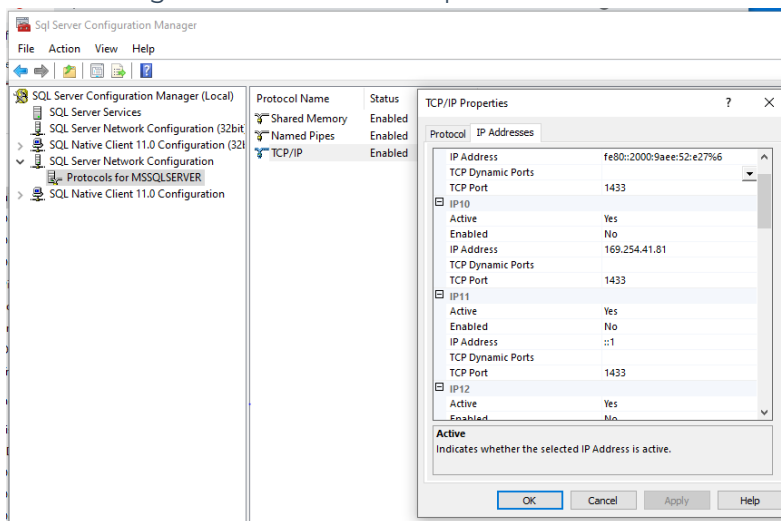 Sql Server Configuration Manager
File Action View Help
SQL Server Configuration Manager (Local)
SQL Server Services
SQL Server Network Configuration (32bit
SQL Native Client 11.0 Configuration (32b
SQL Server Network Configuration
Protocols for MSSQLSERVER
SQL Native Client 11.0 Configuration
Protocol Name Status
Shared Memory Enabled
Named Pipes Enabled
TCP/IP Enabled
TCP/IP Properties ? X
Protocol IP Addresses
IP Address fe80::2000:9aee:52:e27%6
TCP Dynamic Ports
TCP Port 1433
IP10
Active Yes
Enabled No
IP Address 169.254.41.81
TCP Dynamic Ports
TCP Port 1433
IP11
Active Yes
Enabled No
IP Address ::1
TCP Dynamic Ports
TCP Port 1433
IP12
Active Yes
Enabled No
Active
Indicates whether the selected IP Address is active.
OK Cancel Apply Help